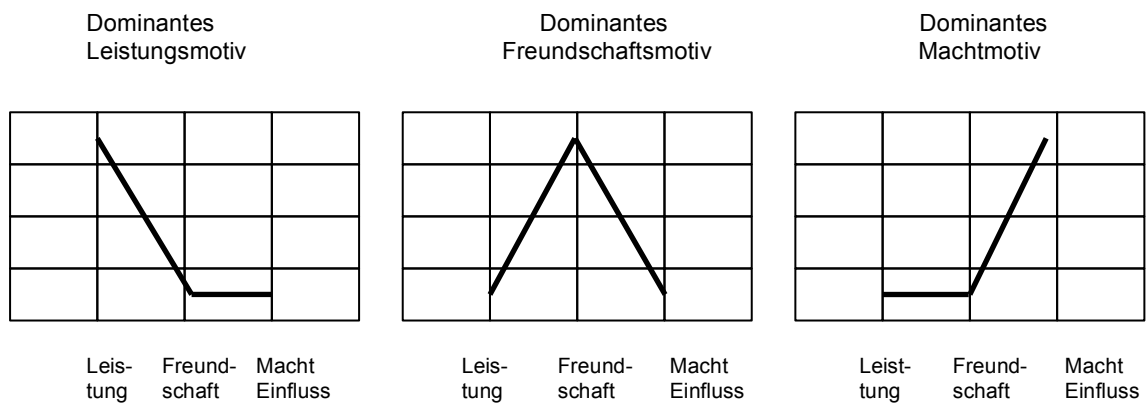 Dominantes
Leistungsmotiv
Dominantes
Freundschaftsmotiv
Dominantes
Machtmotiv
Leis-
tung
Freund-
schaft
Macht
Einfluss
Leis-
tung
Freund-
schaft
Macht
Einfluss
Leist-
tung
Freund-
schaft
Macht
Einfluss